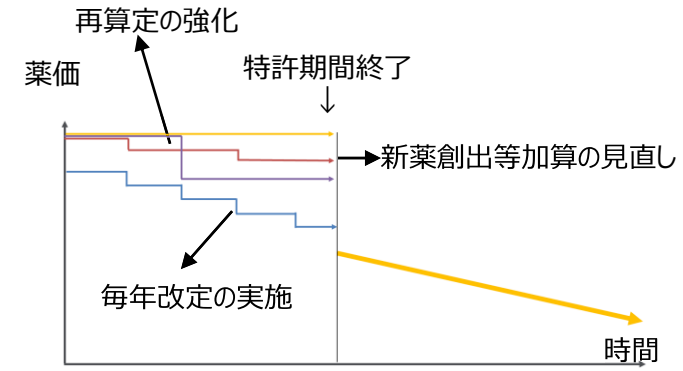 再算定の強化
薬価
特許期間終了
↓
新薬創出等加算の見直し
毎年改定の実施
時間